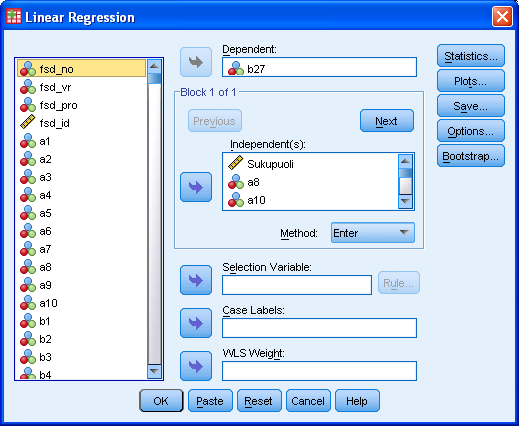 Linear Regression
fsd_no
fsd_vr
fsd_pro
fsd_id
a1
a2
a3
a4
a5
a6
a7
a8
a9
a10
b1
b2
b3
b4
Dependent:
b27
Block 1 of 1
Previous
Next
Independent(s):
Sukupuoli
a8
a10
Method:
Enter
Selection Variable:
Rule...
Case Labels:
WLS Weight:
Statistics...
Plots...
Save...
Options...
Bootstrap...
OK
Paste
Reset
Cancel
Help